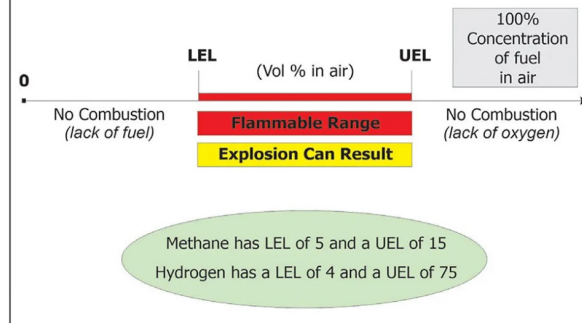 100%
Concentration
of fuel
in air
LEL
(Vol % in air)
UEL
0
No Combustion
(lack of fuel)
Flammable Range
No Combustion
(lack of oxygen)
Explosion Can Result
Methane has LEL of 5 and a UEL of 15
Hydrogen has a LEL of 4 and a UEL of 75